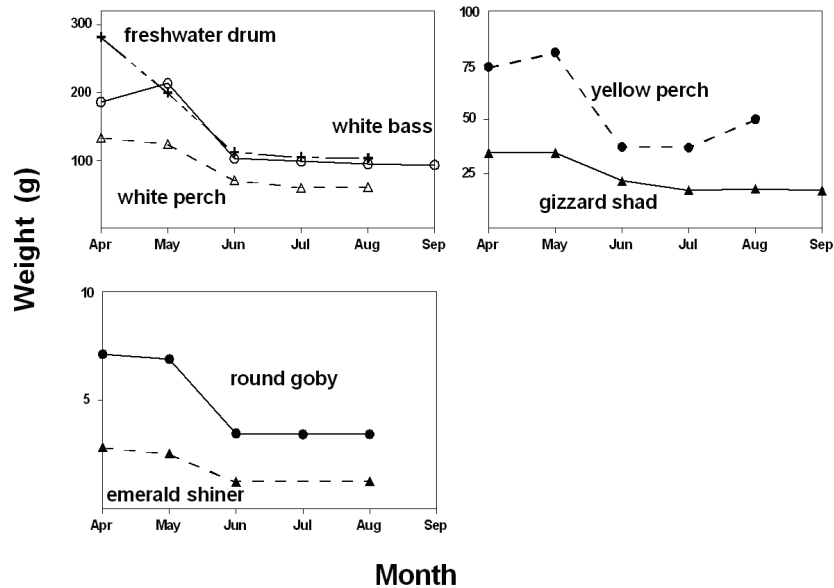 Weight (g)
300
200
100
freshwater drum
white bass
white perch
Apr May Jun Jul Aug Sep
100
75
50
25
yellow perch
gizzard shad
Apr May Jun Jul Aug Sep
10
5
round goby
emerald shiner
Apr May Jun Jul Aug Sep
Month